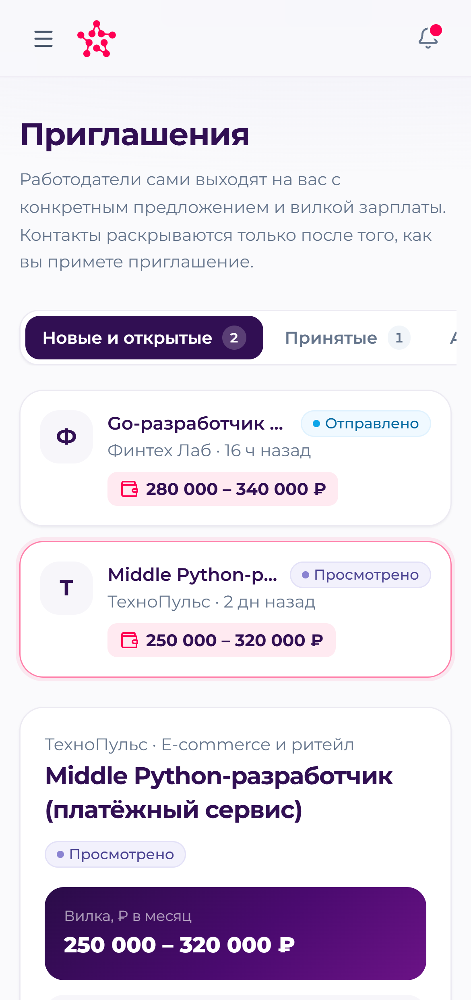 Приглашения
Работодатели сами выходят на вас с
конкретным предложением и вилкой зарплаты.
Контакты раскрываются только после того, как
вы примете приглашение.
Новые и открытые 2 Принятые 1
Ф
Go-разработчик ... Отправлено
Финтех Лаб · 16 ч назад
280 000 – 340 000 ₽
Т
Middle Python-р... Просмотрено
ТехноПульс · 2 дн назад
250 000 – 320 000 ₽
ТехноПульс · E-commerce и ритейл
Middle Python-разработчик
(платёжный сервис)
Просмотрено
Вилка, ₽ в месяц
250 000 – 320 000 ₽